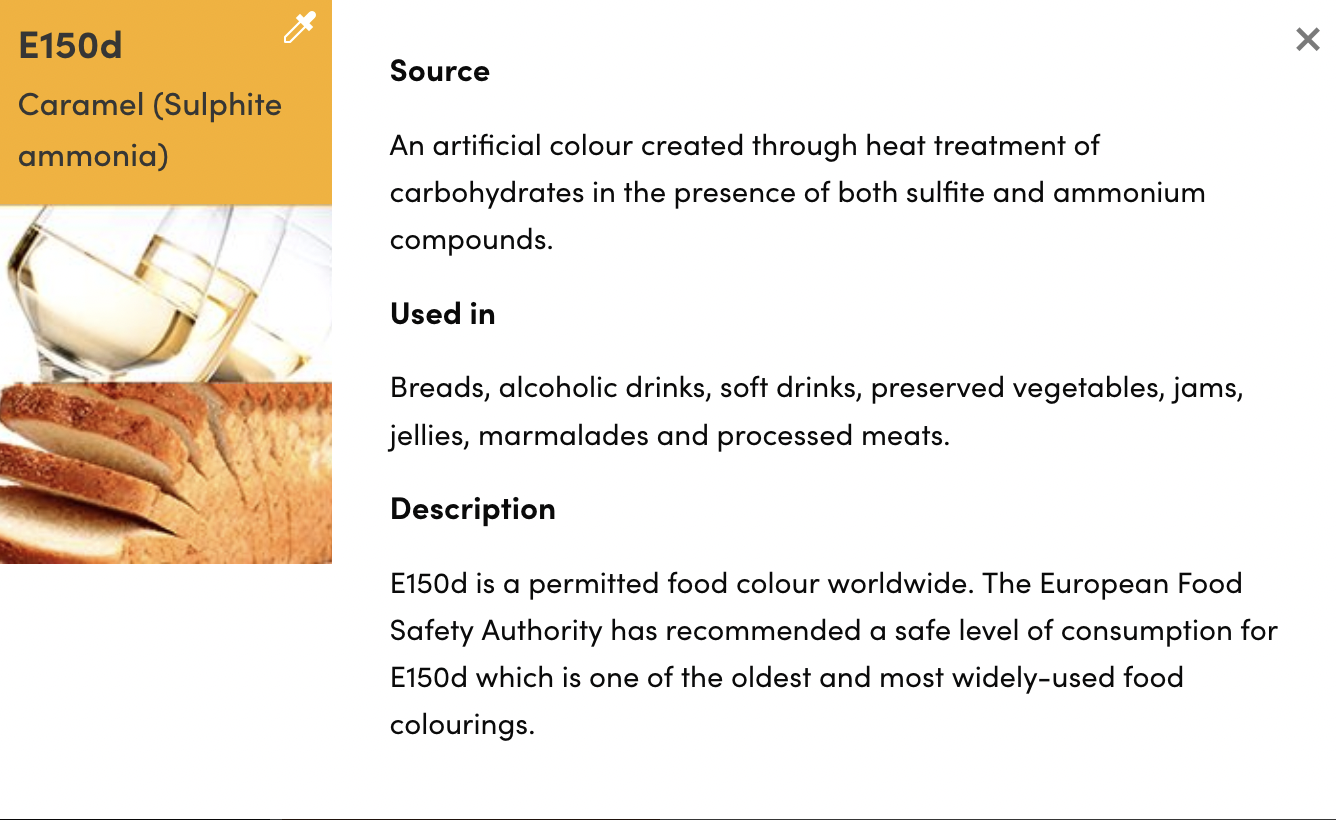 E150d
Caramel (Sulphite
ammonia)
Source
An artificial colour created through heat treatment of
carbohydrates in the presence of both sulfite and ammonium
compounds.
Used in
Breads, alcoholic drinks, soft drinks, preserved vegetables, jams,
jellies, marmalades and processed meats.
Description
E150d is a permitted food colour worldwide. The European Food
Safety Authority has recommended a safe level of consumption for
E150d which is one of the oldest and most widely-used food
colourings.